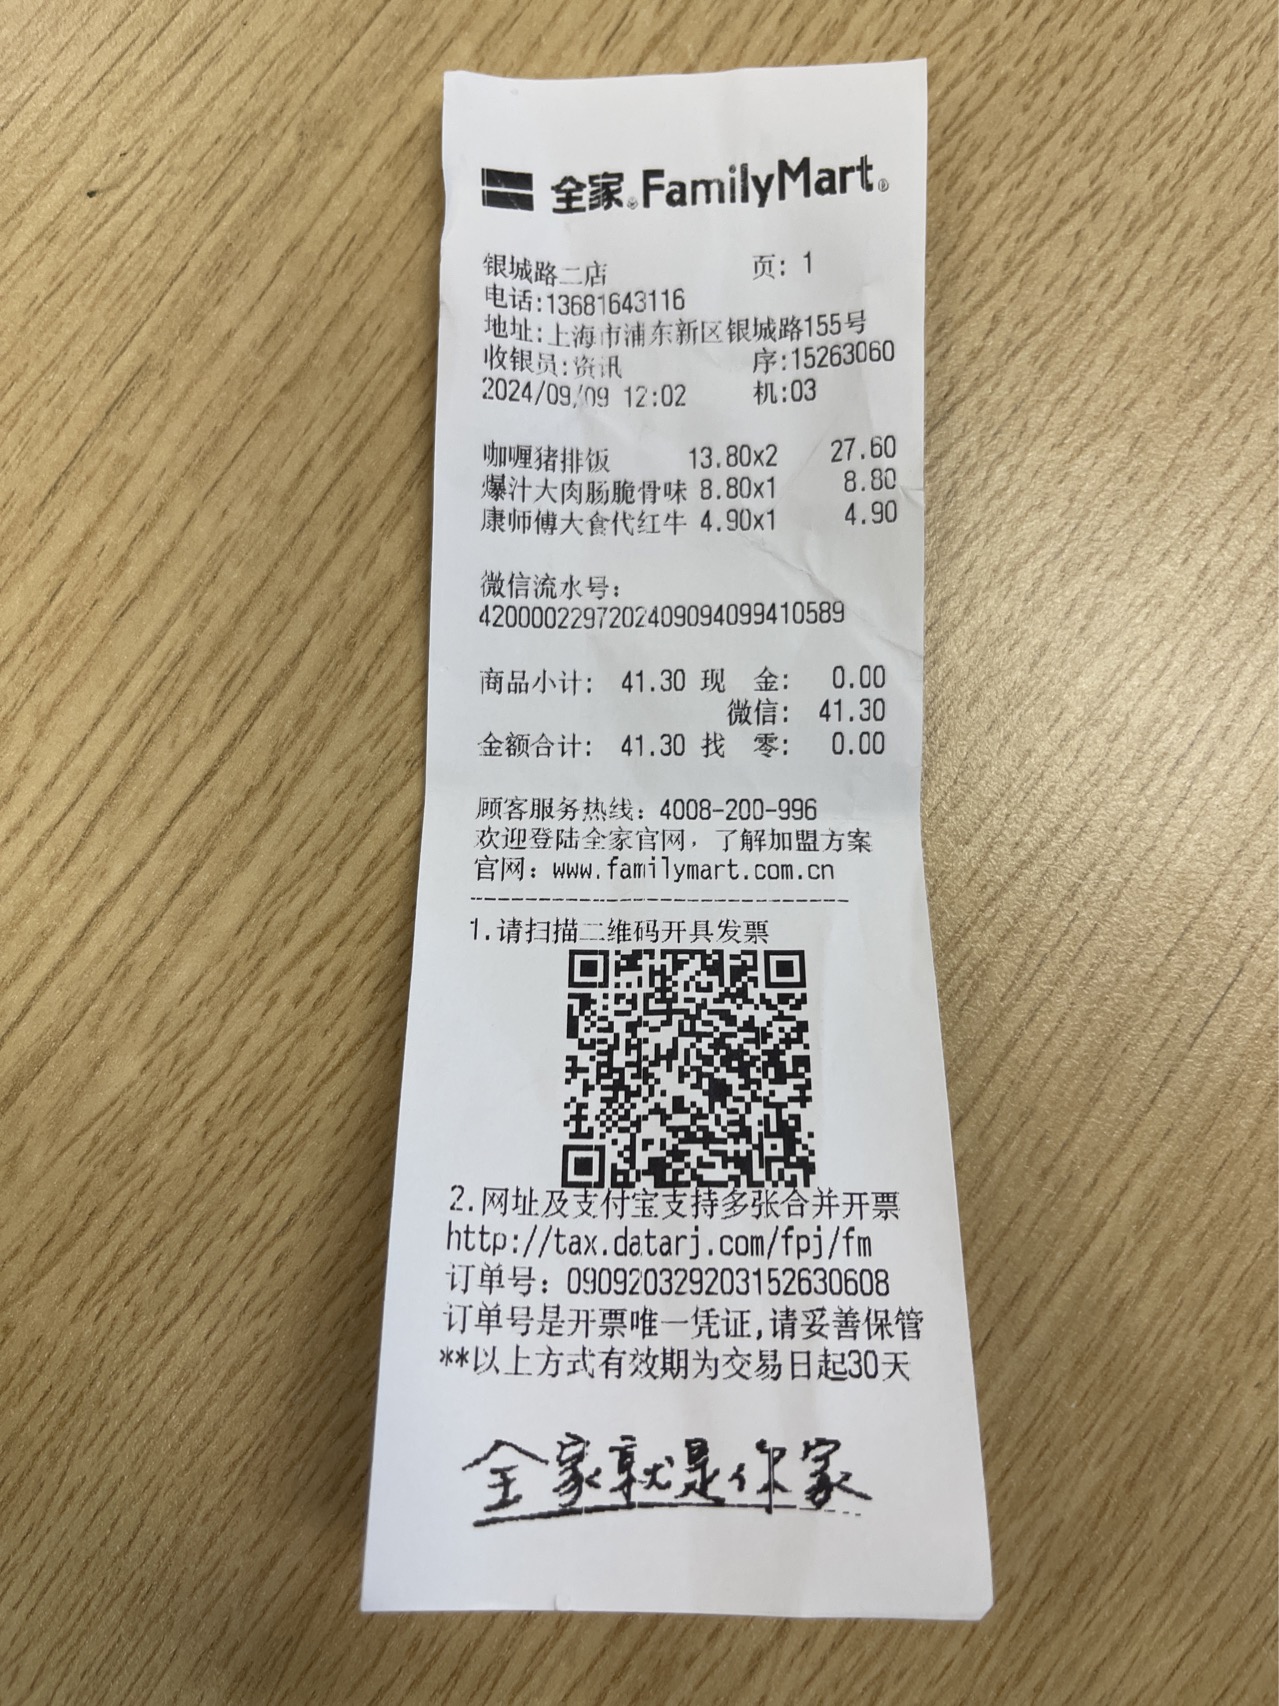 全家 FamilyMart
银城路二店 页: 1
电话:13681643116
地址:上海市浦东新区银城路155号
收银员:资讯 序:15263060
2024/09/09 12:02 机:03
咖喱猪排饭 13.80x2 27.60
爆汁大肉肠脆骨味 8.80x1 8.80
康师傅大食代红牛 4.90x1 4.90
微信流水号:
4200002297202409094099410589
商品小计: 41.30 现 金: 0.00
微信: 41.30
金额合计: 41.30 找 零: 0.00
顾客服务热线: 4008-200-996
欢迎登陆全家官网，了解加盟方案
官网: www.familymart.com.cn
1.请扫描二维码开具发票
2.网址及支付宝支持多张合并开票
http://tax.datarj.com/fpj/fm
订单号: 0909203292031526306​08
订单号是开票唯一凭证,请妥善保管
**以上方式有效期为交易日起30天
全家就是你家